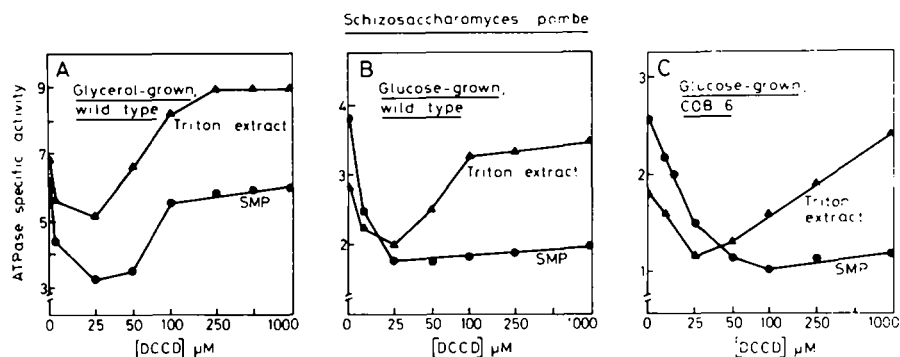 Schizosaccharomyces pombe
A
Glycerol-grown,
wild type
Triton extract
SMP
ATPase specific activity
9
7
5
3
0 25 50 100 250 1000
[DCCD] μM
B
Glucose-grown,
wild type
Triton extract
SMP
4
3
2
0 25 50 100 250 1000
[DCCD] μM
C
Glucose-grown,
COB 6
Triton
extract
SMP
3
2
1
0 25 50 100 250 1000
[DCCD] μM